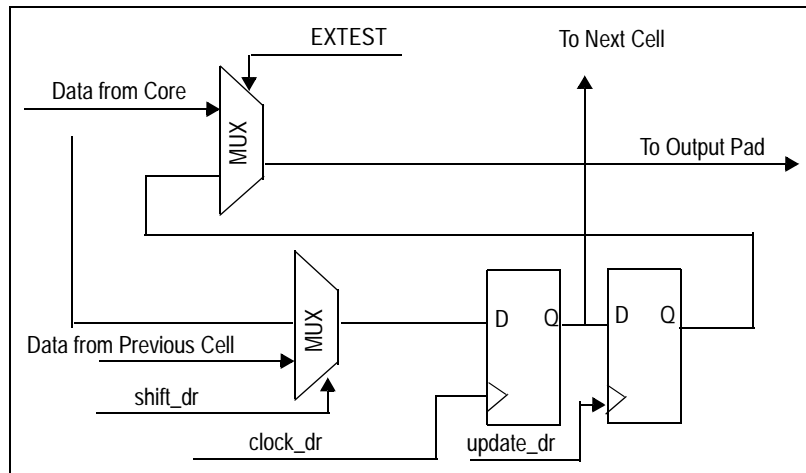 EXTEST
To Next Cell
Data from Core
MUX
To Output Pad
D Q
D Q
MUX
Data from Previous Cell
shift_dr
clock_dr
update_dr